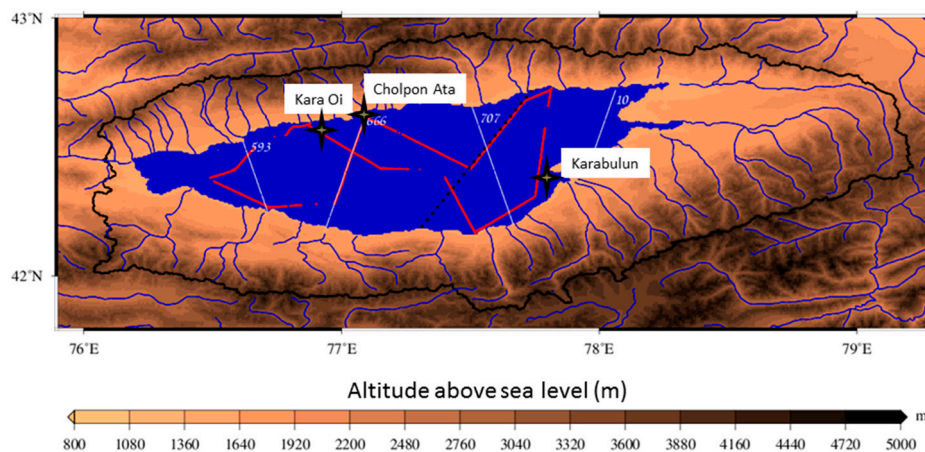 43°N
Kara Oi
Cholpon Ata
666
707
10
593
Karabulun
42°N
76°E 77°E 78°E 79°E
Altitude above sea level (m)
m
800 1080 1360 1640 1920 2200 2480 2760 3040 3320 3600 3880 4160 4440 4720 5000